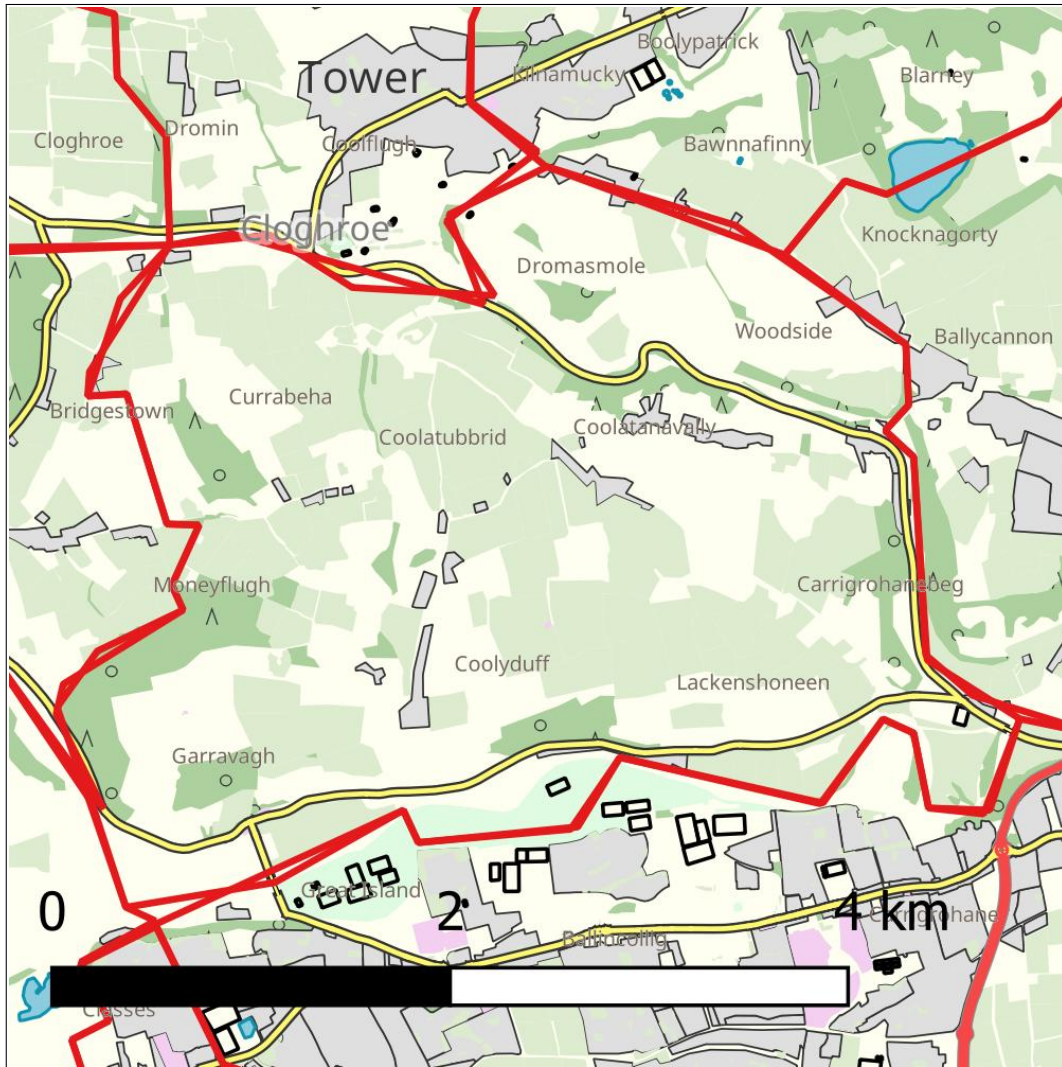 Boolypatrick
Tower
Kilnamucky
Blarney
Cloghroe
Dromin
Coolflugh
Bawnnafinny
Cloghroe
Knocknagorty
Dromasmole
Woodside
Ballycannon
Currabeha
Bridgestown
Coolatanavally
Coolatubbrid
Moneyflugh
Carrigrohanebeg
Coolyduff
Lackenshoneen
Garravagh
Great Island
0
2
4 km
Carrigrohane
Ballincollig
Classes